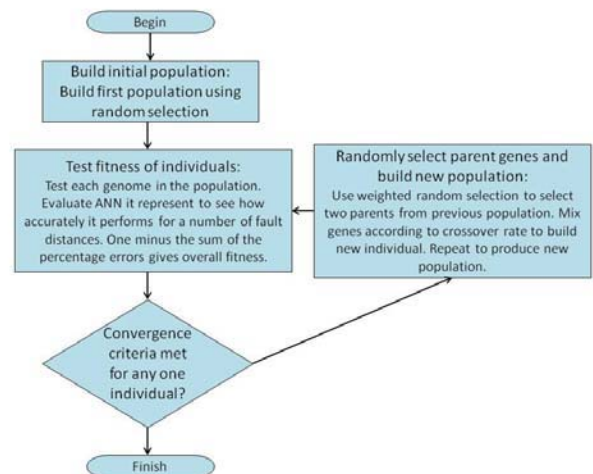 Begin
Build initial population:
Build first population using
random selection
Test fitness of individuals:
Test each genome in the population.
Evaluate ANN it represent to see how
accurately it performs for a number of fault
distances. One minus the sum of the
percentage errors gives overall fitness.
Randomly select parent genes and
build new population:
Use weighted random selection to select
two parents from previous population. Mix
genes according to crossover rate to build
new individual. Repeat to produce new
population.
Convergence
criteria met
for any one
individual?
Finish